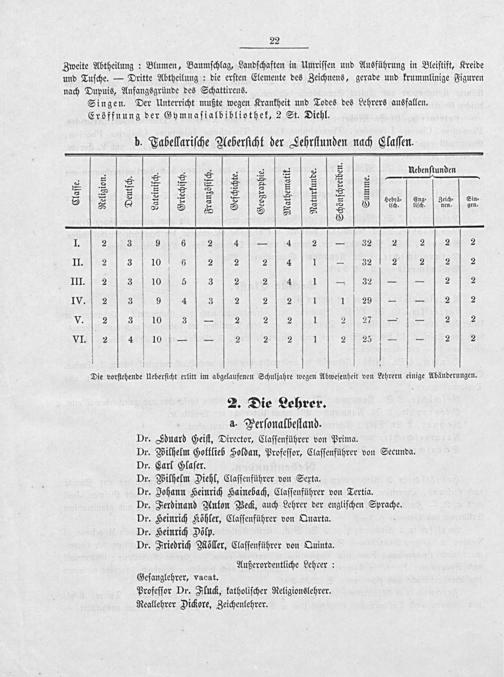 22
Zweite Abtheilung : Blumen, Baumschlag, Landschaften in Umrissen und Ausführung in Bleistift, Kreide
und Tusche. — Dritte Abtheilung : die ersten Elemente des Zeichnens, gerade und krummlinige Figuren
nach Dupuis, Anfangsgründe des Schattirens.
Singen. Der Unterricht mußte wegen Krankheit und Todes des Lehrers ausfallen.
Eröffnung der Gymnasialbibliothek, 2 St. Diehl.
b. Tabellarische Uebersicht der Lehrstunden nach Classen.
Classe. Religion. Deutsch. Lateinisch. Griechisch. Französisch. Geschichte. Geographie. Mathematik. Naturkunde. Schönschreiben. Summe. Nebenstunden
Hebräisch. Englisch. Zeichnen. Singen.
I. 2 3 9 6 2 4 — 4 2 — 32 2 2 2 2
II. 2 3 10 6 2 2 2 4 1 — 32 2 2 2 2
III. 2 3 10 5 3 2 2 4 1 — 32 — — 2 2
IV. 2 3 9 4 3 2 2 2 1 1 29 — — 2 2
V. 2 3 10 3 — 2 2 2 1 2 27 — — 2 2
VI. 2 4 10 — — 2 2 2 1 2 25 — — 2 2
Die vorstehende Uebersicht erlitt im abgelaufenen Schuljahre wegen Abwesenheit von Lehrern einige Abänderungen.
2. Die Lehrer.
a. Personalbestand.
Dr. Eduard Geist, Director, Classenführer von Prima.
Dr. Wilhelm Gottlieb Soldan, Professor, Classenführer von Secunda.
Dr. Carl Glaser.
Dr. Wilhelm Diehl, Classenführer von Sexta.
Dr. Johann Heinrich Hainebach, Classenführer von Tertia.
Dr. Ferdinand Anton Beck, auch Lehrer der englischen Sprache.
Dr. Heinrich Köhler, Classenführer von Quarta.
Dr. Heinrich Dölp.
Dr. Friedrich Möller, Classenführer von Quinta.
Außerordentliche Lehrer :
Gesanglehrer, vacat.
Professor Dr. Fluck, katholischer Religionslehrer.
Reallehrer Dickore, Zeichenlehrer.